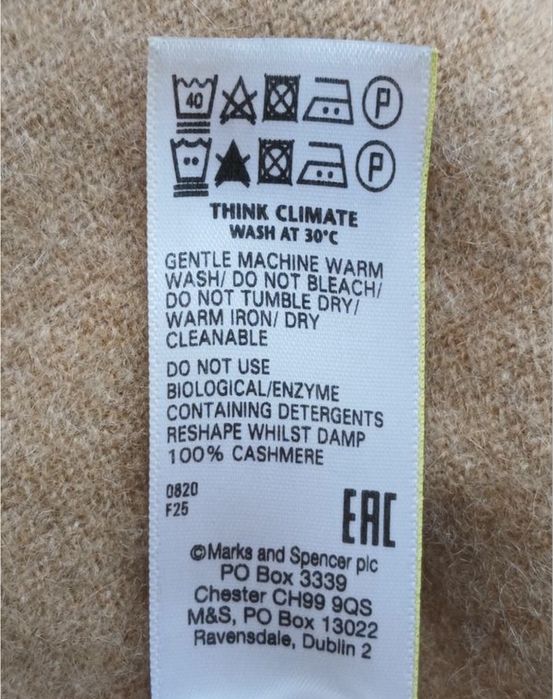 40 P
P
THINK CLIMATE
WASH AT 30°C
GENTLE MACHINE WARM
WASH/ DO NOT BLEACH/
DO NOT TUMBLE DRY/
WARM IRON/ DRY
CLEANABLE
DO NOT USE
BIOLOGICAL/ENZYME
CONTAINING DETERGENTS
RESHAPE WHILST DAMP
100% CASHMERE
0820
F25
EAC
©Marks and Spencer plc
PO Box 3339
Chester CH99 9QS
M&S, PO Box 13022
Ravensdale, Dublin 2